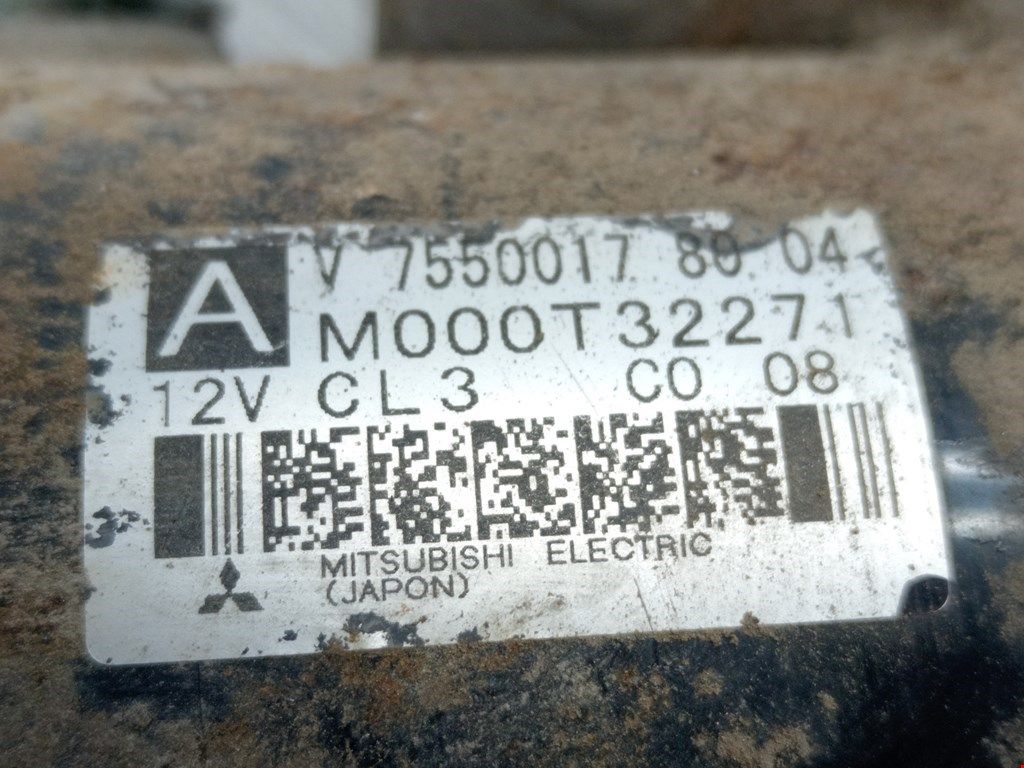 A
V 7550017 80 04
M000T32271
12V CL3 C0 08
MITSUBISHI ELECTRIC
(JAPON)